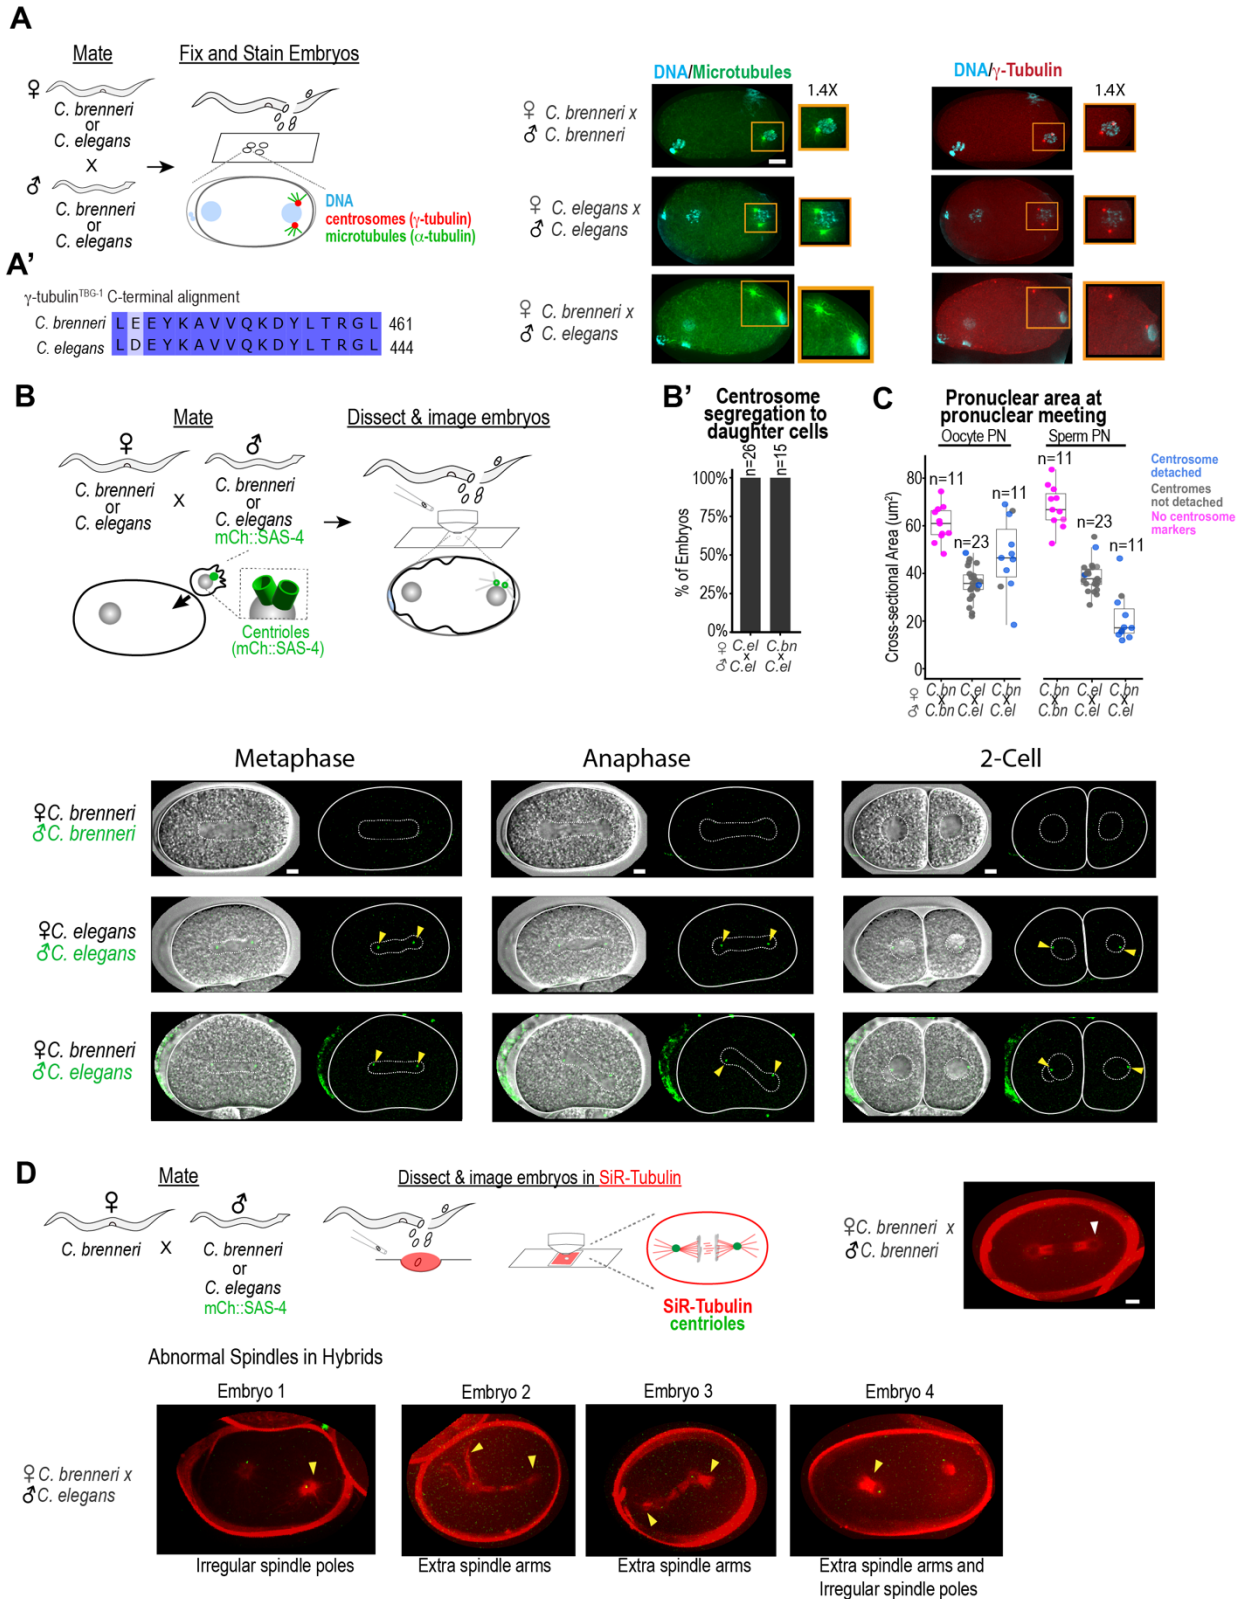 A
Mate
Fix and Stain Embryos
♀
C. brenneri
or
C. elegans
X
♂
C. brenneri
or
C. elegans
DNA
centrosomes (γ-tubulin)
microtubules (α-tubulin)
DNA/Microtubules
1.4X
DNA/γ-Tubulin
1.4X
♀ C. brenneri x
♂ C. brenneri
♀ C. elegans x
♂ C. elegans
♀ C. brenneri x
♂ C. elegans
A'
γ-tubulin^TBG-1 C-terminal alignment
C. brenneri L E E Y K A V V Q K D Y L T R G L 461
C. elegans L D E Y K A V V Q K D Y L T R G L 444
B
Mate
Dissect & image embryos
♀ ♂
C. brenneri
or
C. elegans
X
C. brenneri
or
C. elegans
mCh::SAS-4
Centrioles
(mCh::SAS-4)
B'
Centrosome
segregation to
daughter cells
n=26 n=15
100%
75%
50%
25%
0%
% of Embryos
♀ C.el C.bn
x x
♂ C.el C.el
C
Pronuclear area at
pronuclear meeting
Oocyte PN Sperm PN
n=11 n=23 n=11 n=11 n=23 n=11
80
60
40
20
0
Cross-sectional Area (um²)
♀ C.bn C.el C.bn C.bn C.el C.bn
X X X X X X
♂ C.bn C.el C.el C.bn C.el C.el
Centrosome
detached
Centromes
not detached
No centrosome
markers
Metaphase Anaphase 2-Cell
♀C. brenneri
♂C. brenneri
♀C. elegans
♂C. elegans
♀C. brenneri
♂C. elegans
D
Mate
Dissect & image embryos in SiR-Tubulin
♀ ♂
C. brenneri X C. brenneri
or
C. elegans
mCh::SAS-4
SiR-Tubulin
centrioles
♀C. brenneri x
♂C. brenneri
Abnormal Spindles in Hybrids
Embryo 1 Embryo 2 Embryo 3 Embryo 4
♀C. brenneri x
♂C. elegans
Irregular spindle poles Extra spindle arms Extra spindle arms Extra spindle arms and
Irregular spindle poles